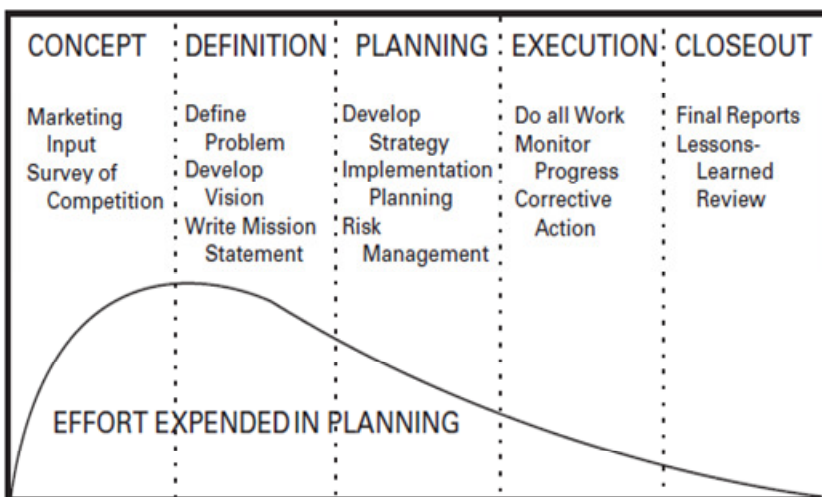 CONCEPT
Marketing
Input
Survey of
Competition
DEFINITION
Define
Problem
Develop
Vision
Write Mission
Statement
PLANNING
Develop
Strategy
Implementation
Planning
Risk
Management
EXECUTION
Do all Work
Monitor
Progress
Corrective
Action
CLOSEOUT
Final Reports
Lessons-
Learned
Review
EFFORT EXPENDED IN PLANNING